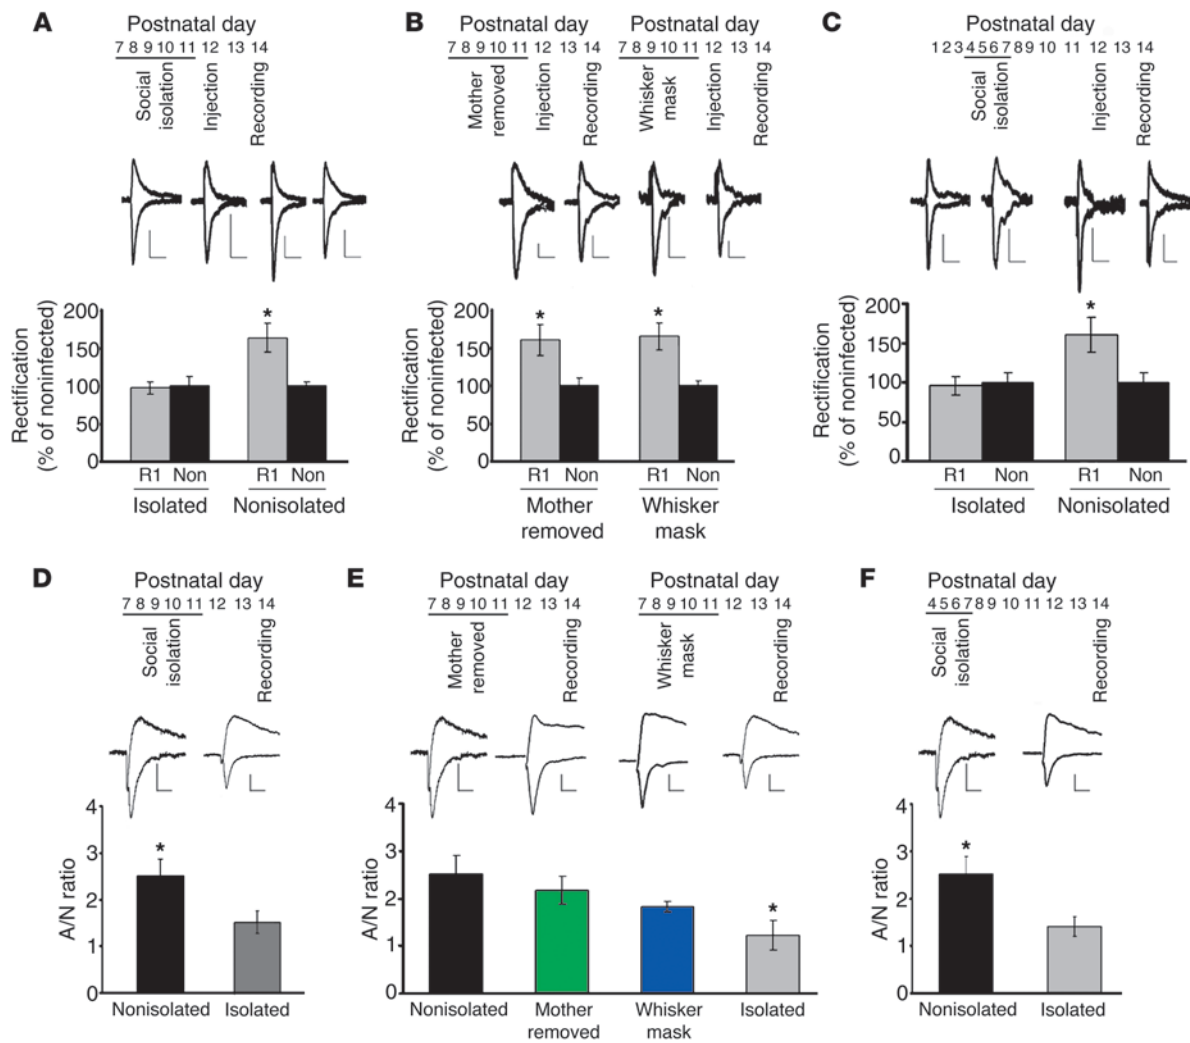 A
Postnatal day
7 8 9 10 11 12 13 14
Social isolation
Injection
Recording
Rectification
(% of noninfected)
200
150
100
50
0
*
R1 Non R1 Non
Isolated Nonisolated
B
Postnatal day
7 8 9 10 11 12 13 14 7 8 9 10 11 12 13 14
Mother removed
Injection
Recording
Whisker mask
Injection
Recording
Rectification
(% of noninfected)
200
150
100
50
0
* *
R1 Non R1 Non
Mother removed
Whisker mask
C
Postnatal day
1 2 3 4 5 6 7 8 9 10 11 12 13 14
Social isolation
Injection
Recording
Rectification
(% of noninfected)
200
150
100
50
0
*
R1 Non R1 Non
Isolated Nonisolated
D
Postnatal day
7 8 9 10 11 12 13 14
Social isolation
Recording
A/N ratio
4
3
2
1
0
*
Nonisolated Isolated
E
Postnatal day Postnatal day
7 8 9 10 11 12 13 14 7 8 9 10 11 12 13 14
Mother removed
Recording
Whisker mask
Recording
A/N ratio
4
3
2
1
0
*
Nonisolated
Mother removed
Whisker mask
Isolated
F
Postnatal day
4 5 6 7 8 9 10 11 12 13 14
Social isolation
Recording
A/N ratio
4
3
2
1
0
*
Nonisolated Isolated